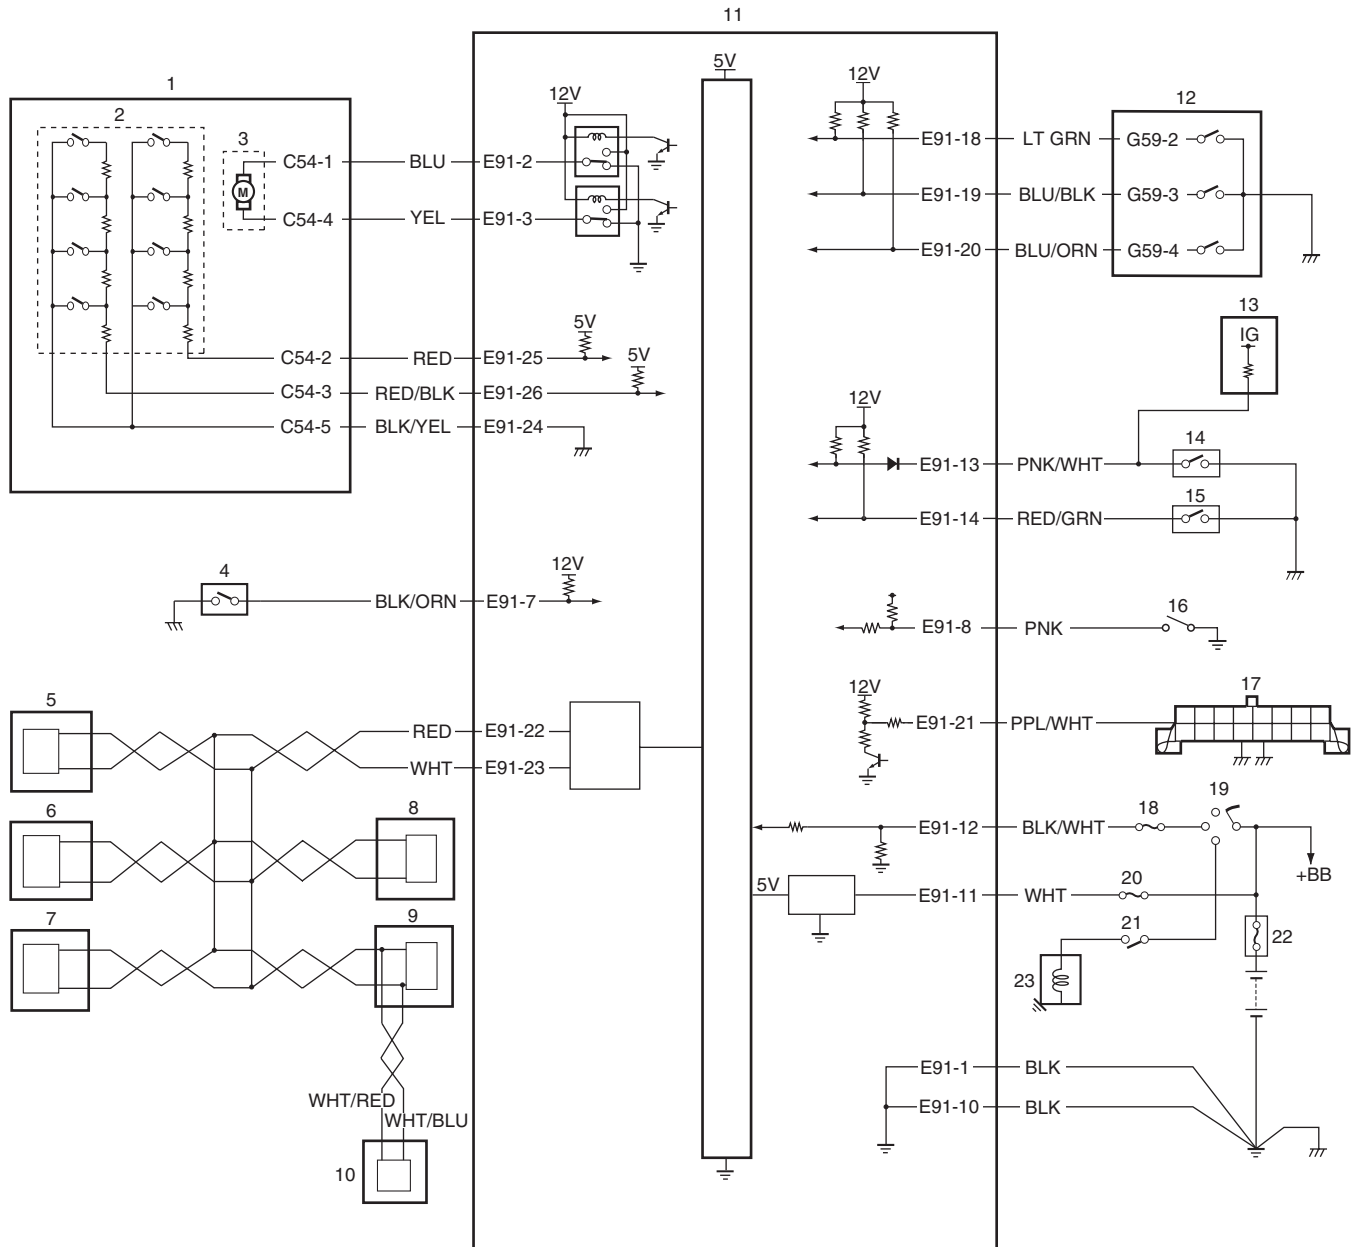 11
5V
1
2
3
M
C54-1 BLU E91-2
C54-4 YEL E91-3
12V
C54-2 RED E91-25 5V
C54-3 RED/BLK E91-26 5V
C54-5 BLK/YEL E91-24
4
BLK/ORN E91-7 12V
5
RED E91-22
WHT E91-23
6
8
7
9
WHT/RED
WHT/BLU
10
12V
12
E91-18 LT GRN G59-2
E91-19 BLU/BLK G59-3
E91-20 BLU/ORN G59-4
13
IG
12V
14
E91-13 PNK/WHT
15
E91-14 RED/GRN
16
E91-8 PNK
12V
17
E91-21 PPL/WHT
18
19
E91-12 BLK/WHT
+BB
5V
20
E91-11 WHT
21
22
23
E91-1 BLK
E91-10 BLK